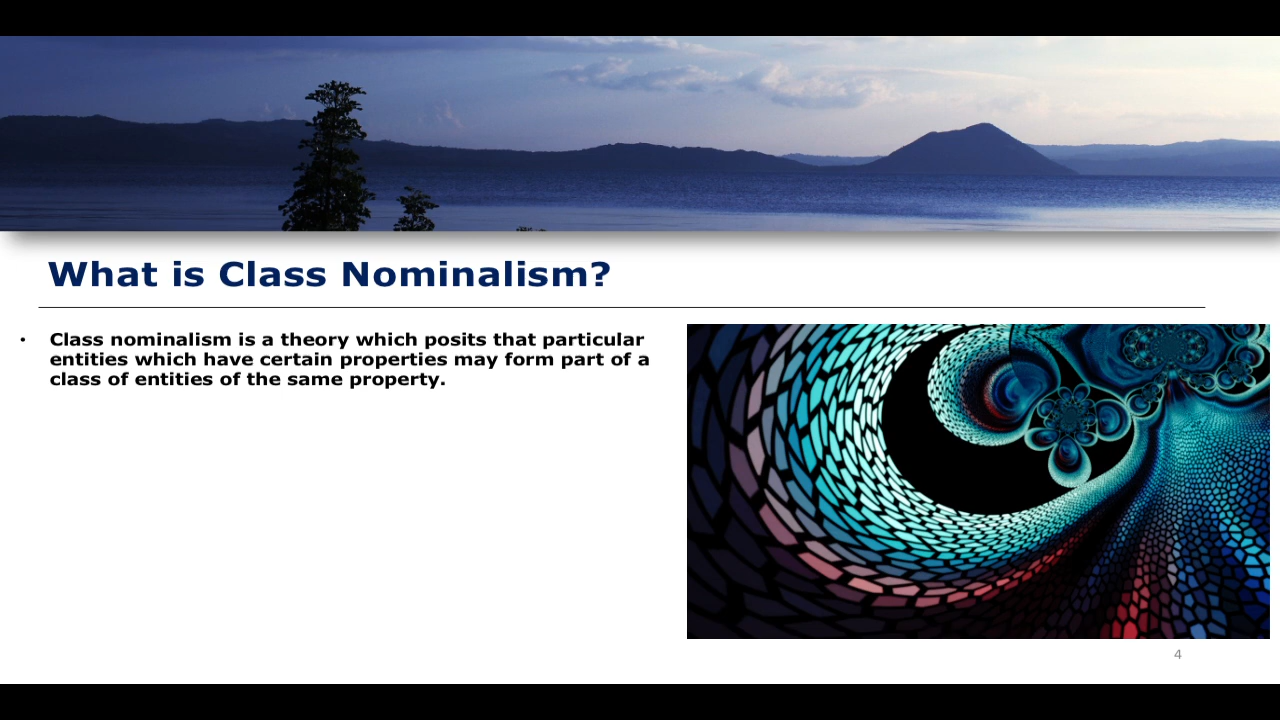 What is Class Nominalism?
• Class nominalism is a theory which posits that particular
entities which have certain properties may form part of a
class of entities of the same property.
4